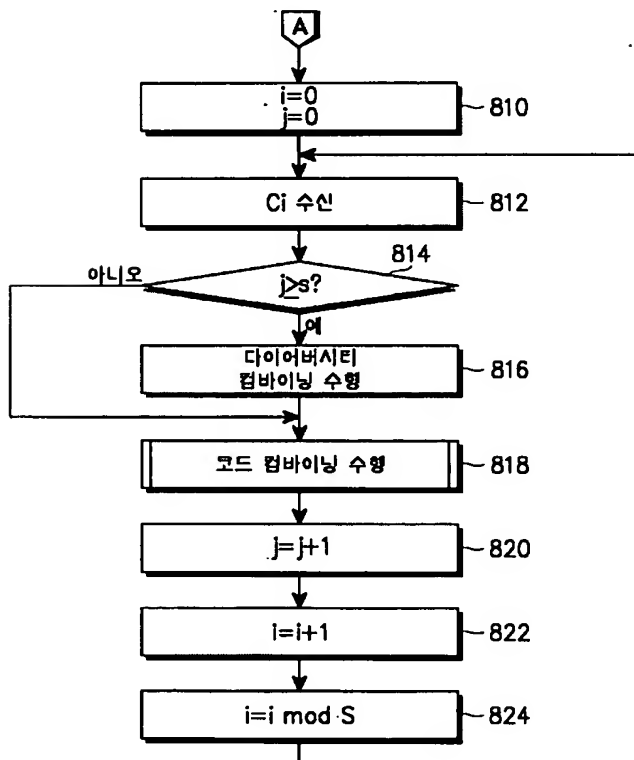 A
i=0
j=0
810
Ci 수신
812
814
아니오
j≥s?
예
다이어버시티
컴바이닝 수행
816
코드 컴바이닝 수행
818
j=j+1
820
i=i+1
822
i=i mod S
824